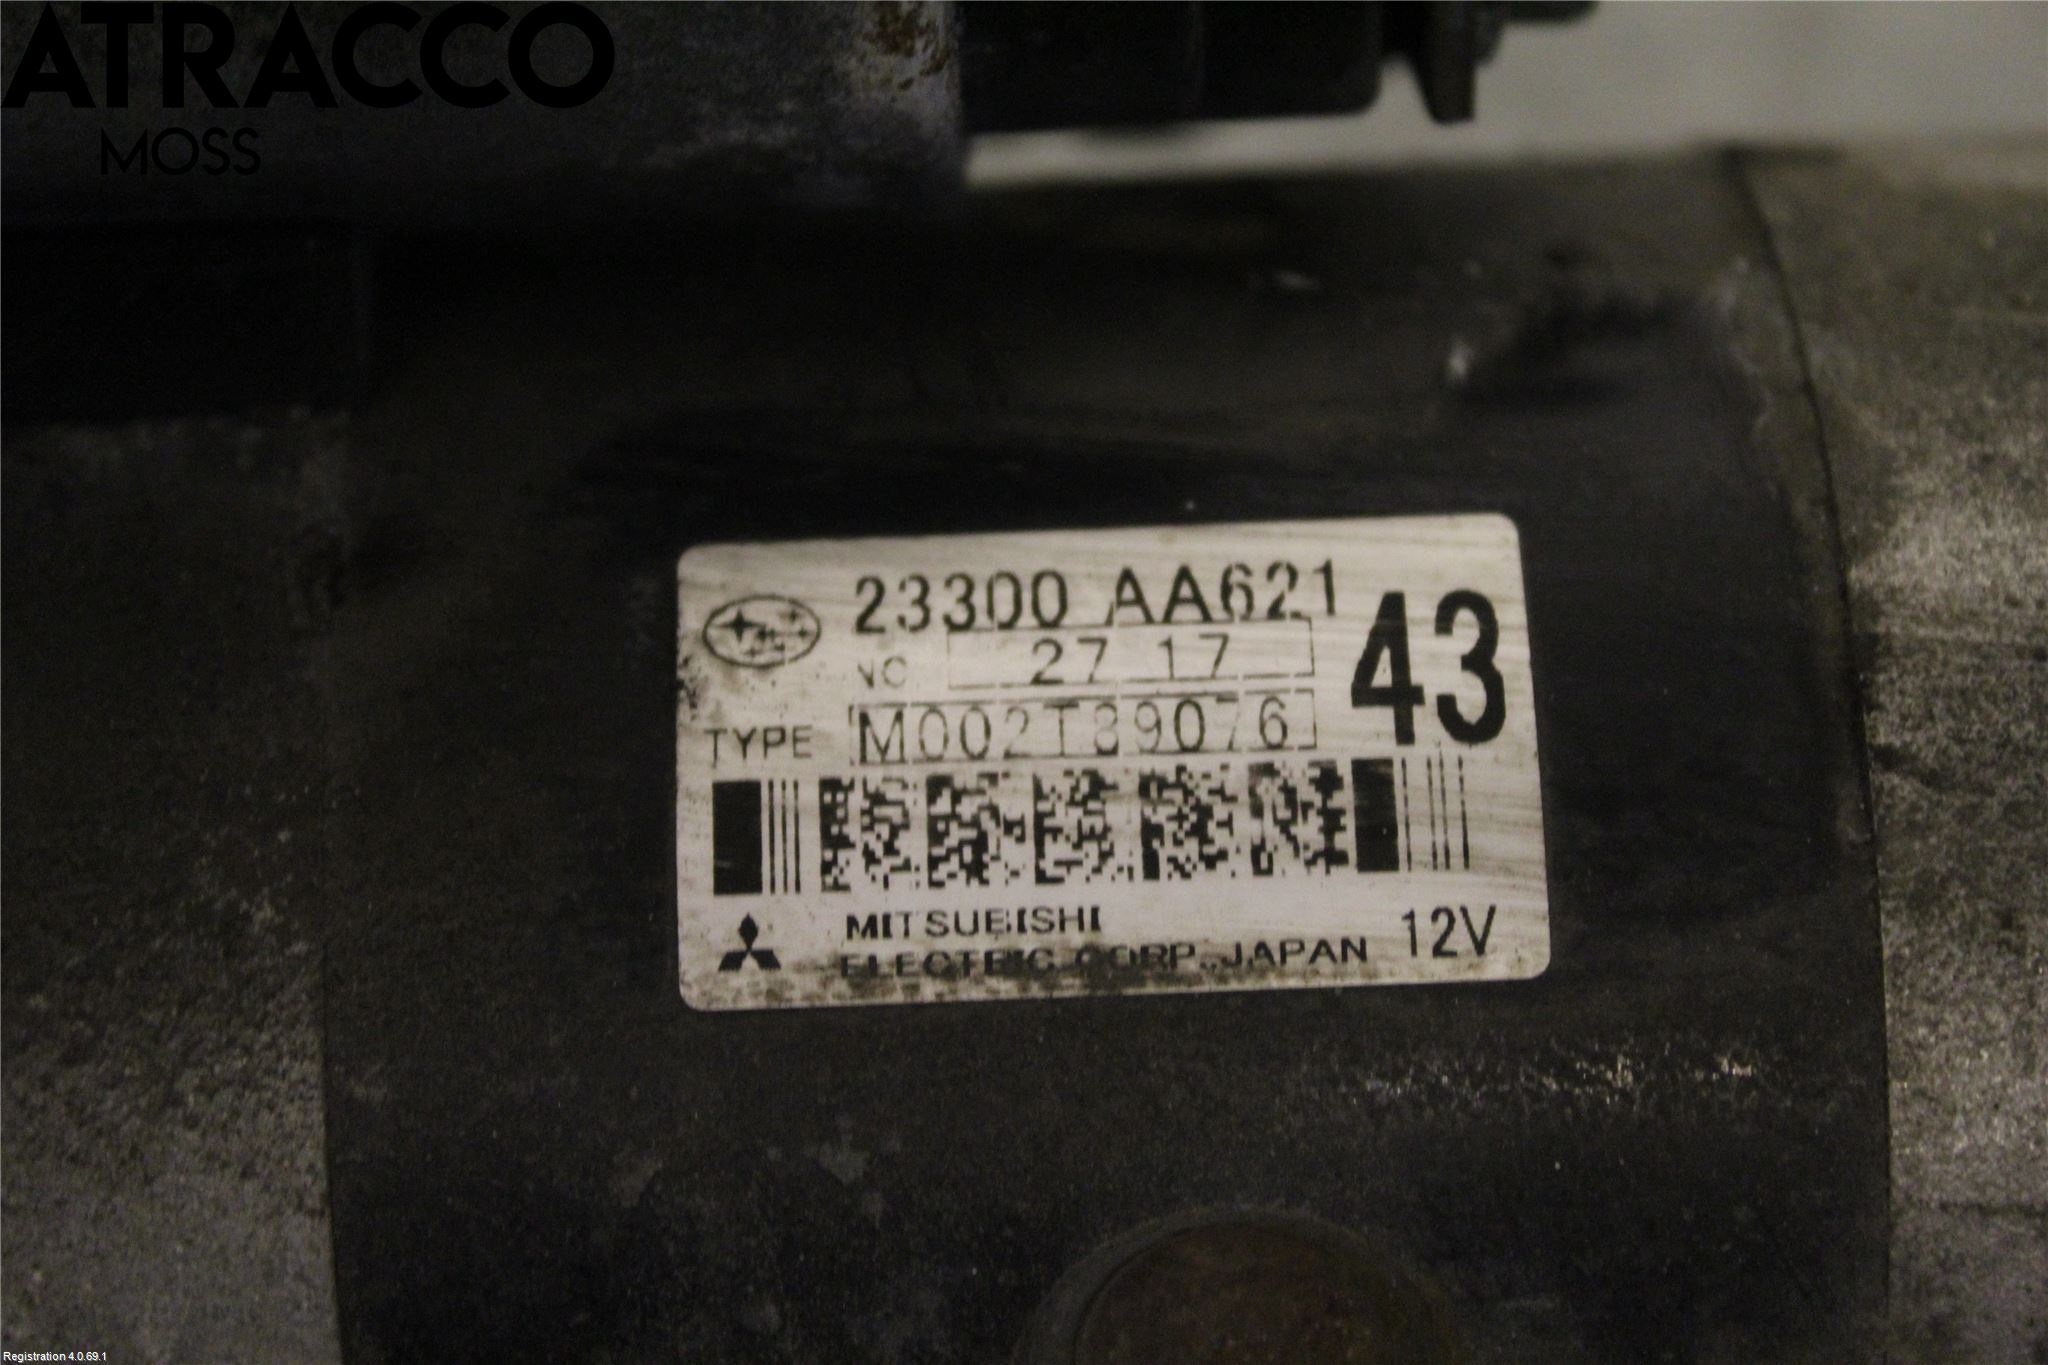 ATRACCO
MOSS
23300 AA621
NO 27 17
43
TYPE M002T89076
MITSUBISHI
ELECTRIC CORP. JAPAN
12V
Registration 4.0.69.1